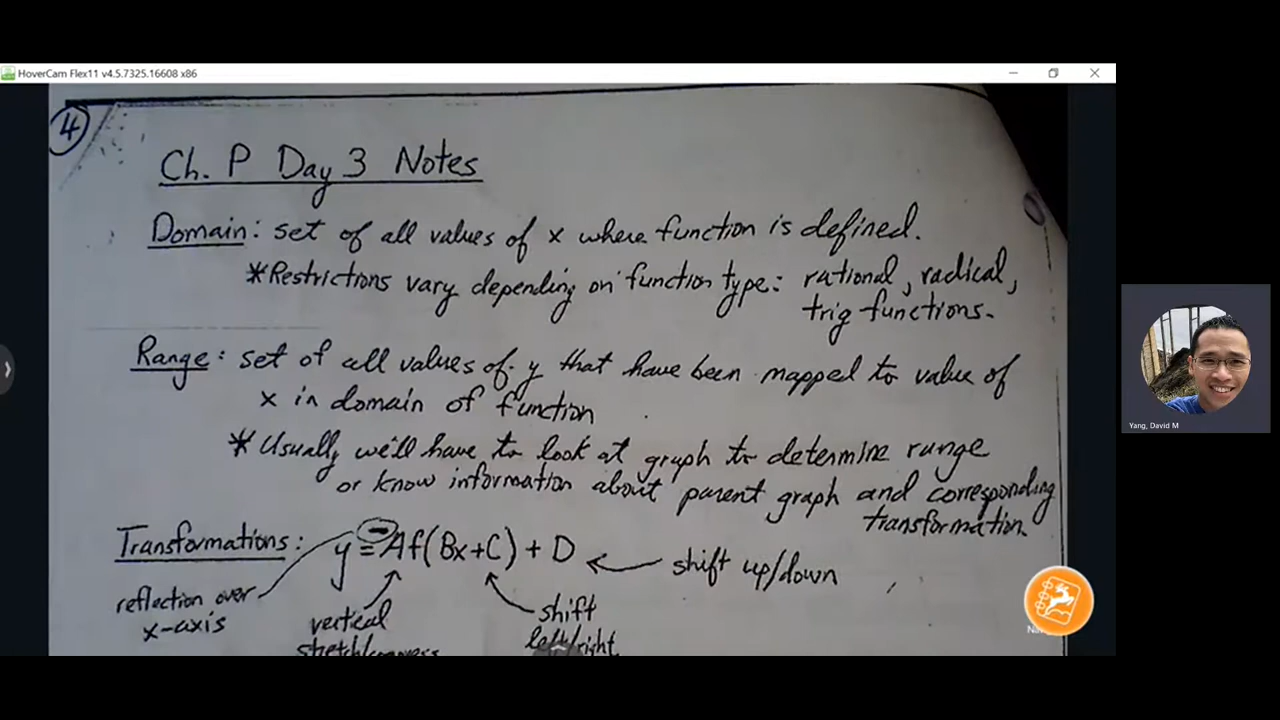 HoverCam Flex11 v4.5.7325.16608 x86
4
Ch. P Day 3 Notes
Domain: set of all values of x where function is defined.
*Restrictions vary depending on function type: rational, radical,
trig functions.
Range: set of all values of y that have been mapped to value of
x in domain of function
*Usually we'll have to look at graph to determine range
or know information about parent graph and corresponding
transformation.
Transformations: y = -Af(Bx+C) + D
shift up/down
reflection over
x-axis
vertical
shift
left/right
Yang, David M